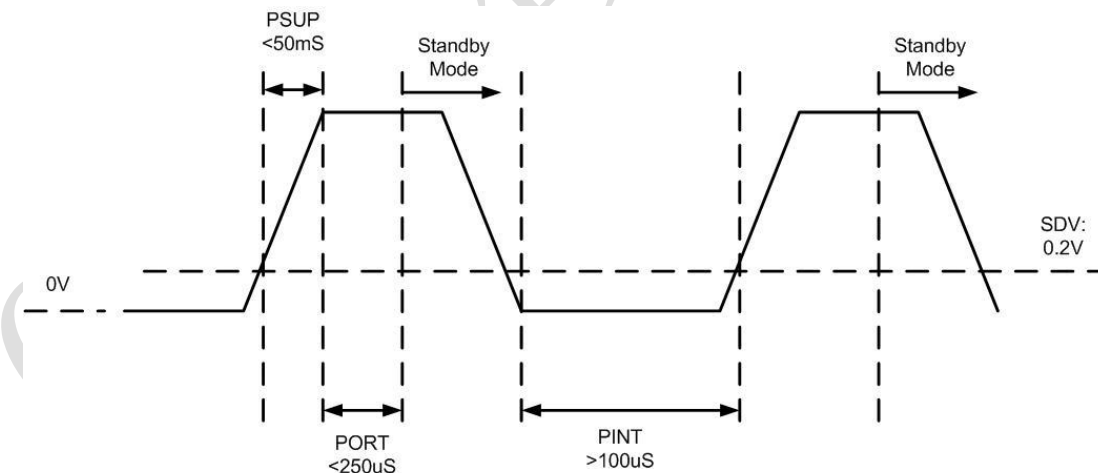 PSUP
<50mS
Standby
Mode
Standby
Mode
SDV:
0.2V
0V
PORT
<250uS
PINT
>100uS